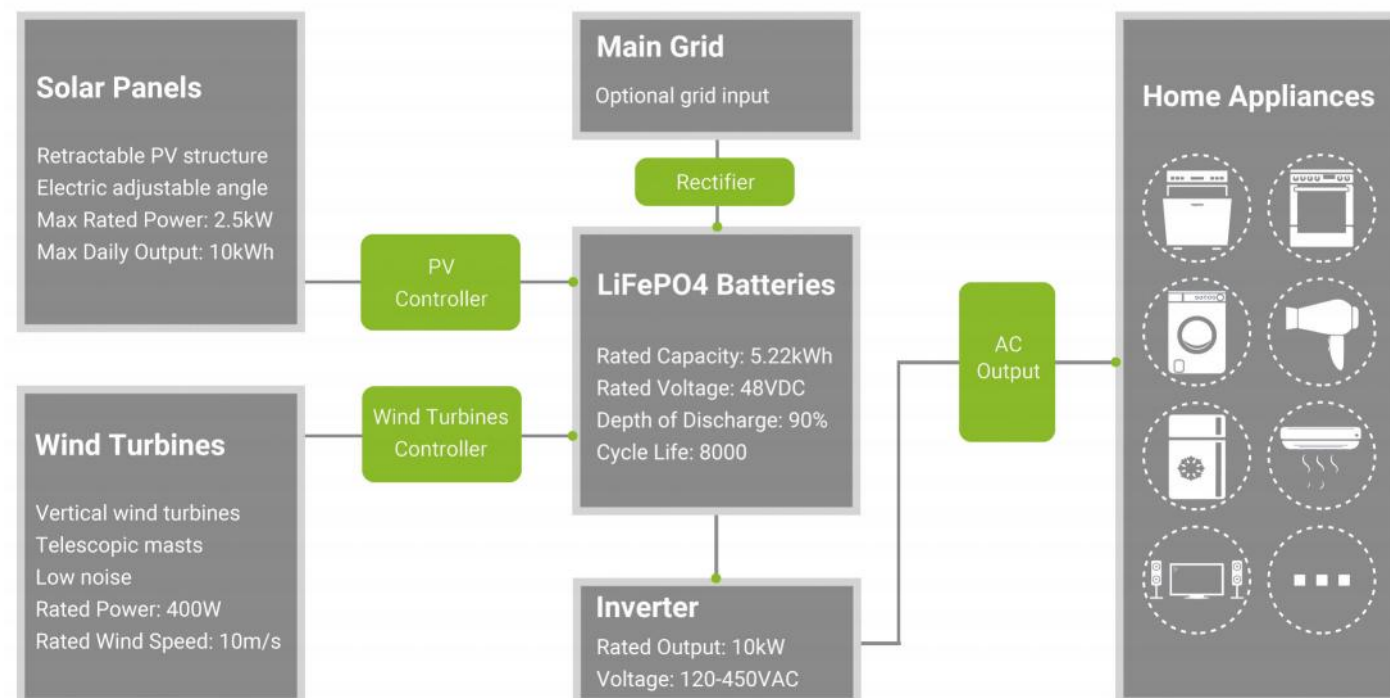 Solar Panels
Retractable PV structure
Electric adjustable angle
Max Rated Power: 2.5kW
Max Daily Output: 10kWh
PV
Controller
Wind Turbines
Vertical wind turbines
Telescopic masts
Low noise
Rated Power: 400W
Rated Wind Speed: 10m/s
Wind Turbines
Controller
Main Grid
Optional grid input
Rectifier
LiFePO4 Batteries
Rated Capacity: 5.22kWh
Rated Voltage: 48VDC
Depth of Discharge: 90%
Cycle Life: 8000
Inverter
Rated Output: 10kW
Voltage: 120-450VAC
AC
Output
Home Appliances